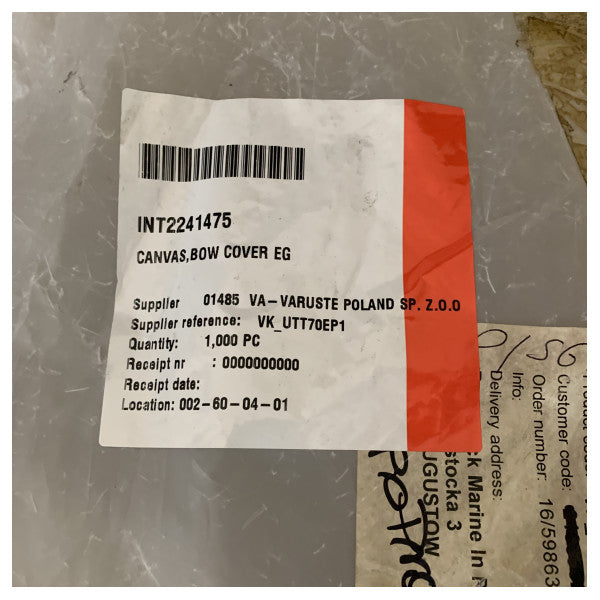 INT2241475
CANVAS,BOW COVER EG
Supplier 01485 VA-VARUSTE POLAND SP. Z.O.O
Supplier reference: VK_UTT70EP1
Quantity: 1,000 PC
Receipt nr : 0000000000
Receipt date:
Location: 002-60-04-01
Customer code:
Order number: 16/59863
Info:
Delivery address:
Marine In
stocka 3
AUGUSTOW